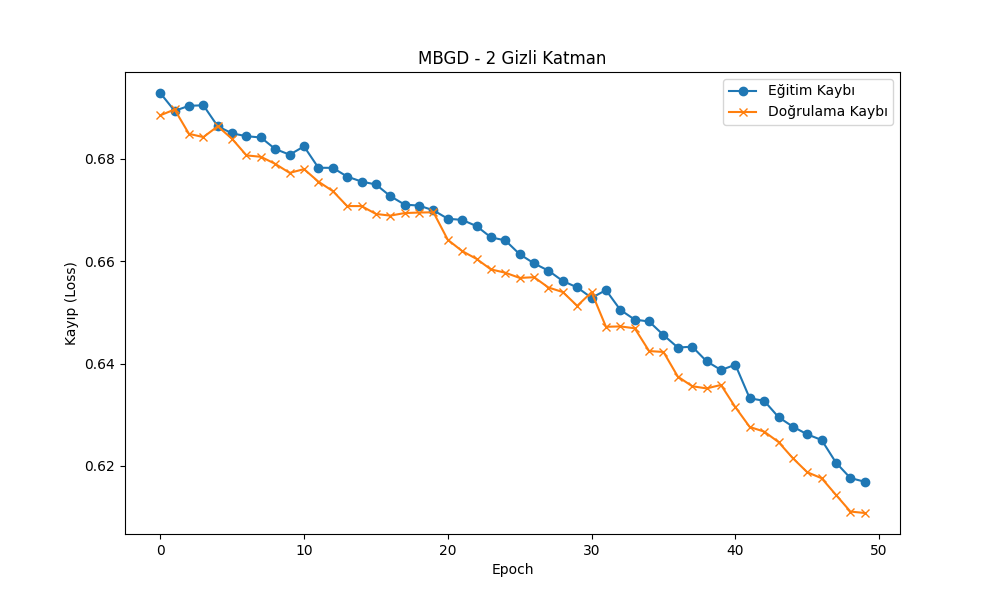 MBGD - 2 Gizli Katman
Eğitim Kaybı
Doğrulama Kaybı
Kayıp (Loss)
0.68
0.66
0.64
0.62
0 10 20 30 40 50
Epoch